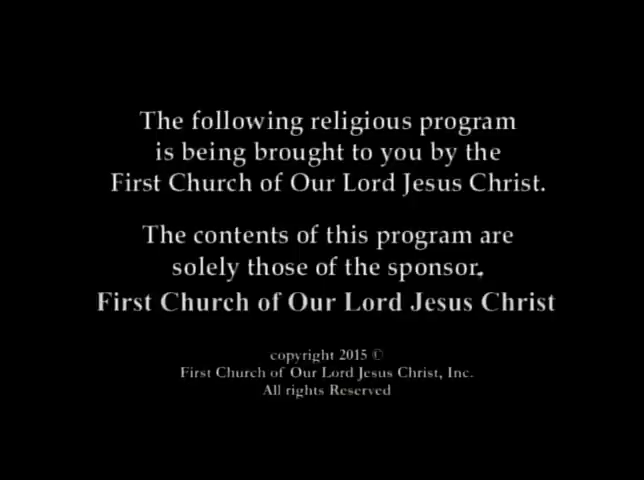 The following religious program
is being brought to you by the
First Church of Our Lord Jesus Christ.
The contents of this program are
solely those of the sponsor,
First Church of Our Lord Jesus Christ
copyright 2015 ©
First Church of Our Lord Jesus Christ, Inc.
All rights Reserved